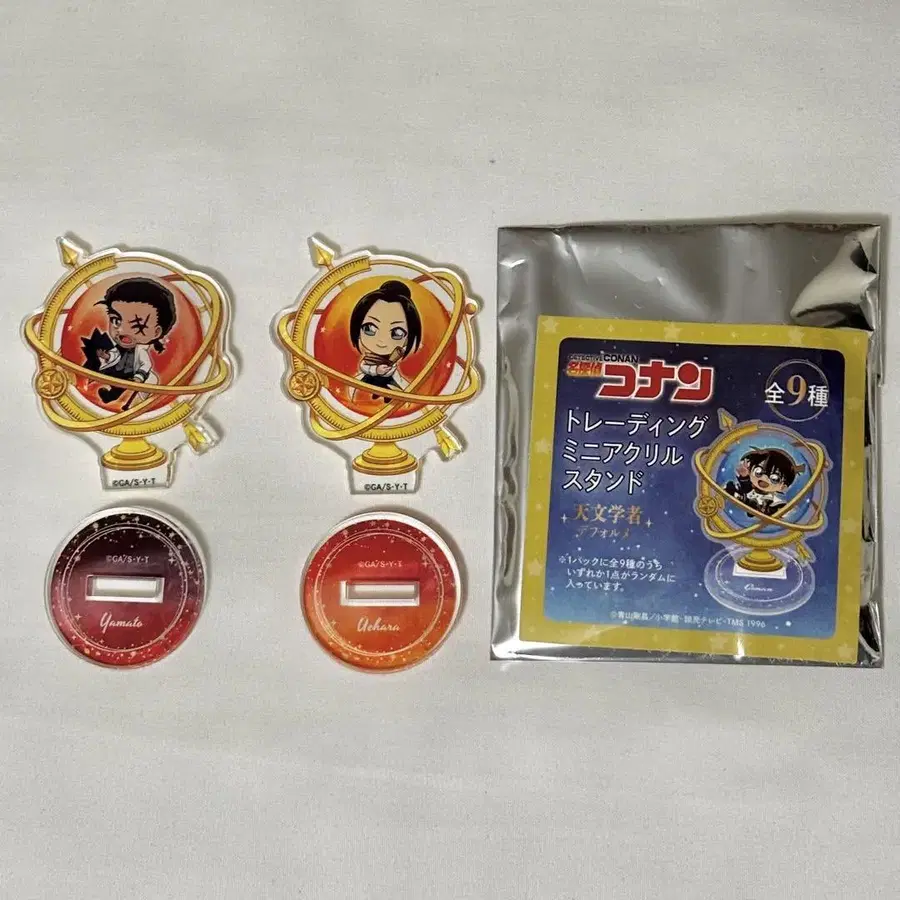 ©GA/S・Y・T
©GA/S・Y・T
©GA/S・Y・T
Yamato
©GA/S・Y・T
Uehara
DETECTIVE CONAN
名探偵
コナン
全9種
トレーディング
ミニアクリル
スタンド
天文学者
デフォルメ
※1パックに全9種のうち
いずれか1点がランダムに
入っています。
Conan
©青山剛昌/小学館・読売テレビ・TMS 1996